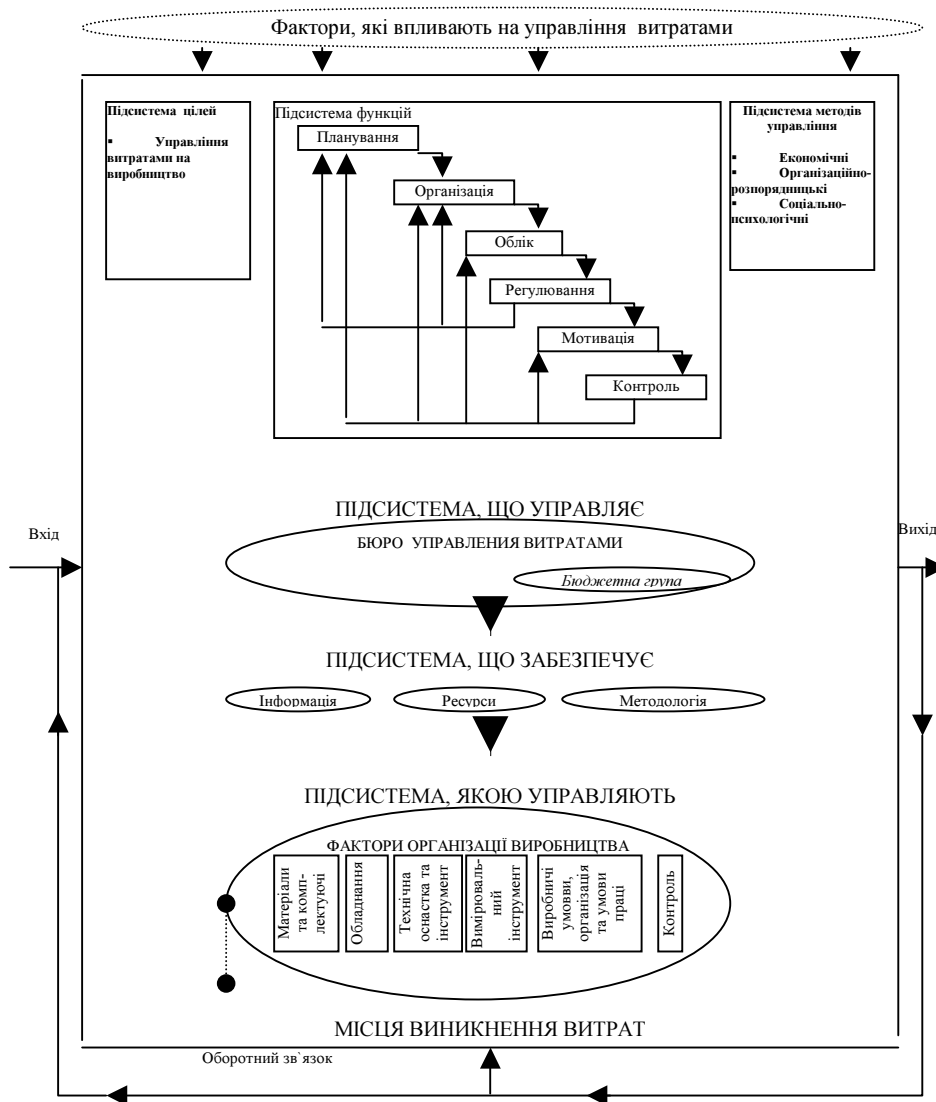 Фактори, які впливають на управління витратами
Підсистема цілей
▪ Управління
витратами на
виробництво
Підсистема функцій
Планування
Організація
Облік
Регулювання
Мотивація
Контроль
Підсистема методів
управління
▪ Економічні
▪ Організаційно-
розпорядницькі
▪ Соціально-
психологічні
ПІДСИСТЕМА, ЩО УПРАВЛЯЄ
Вхід
Вихід
БЮРО УПРАВЛЕНИЯ ВИТРАТАМИ
Бюджетна група
ПІДСИСТЕМА, ЩО ЗАБЕЗПЕЧУЄ
Інформація
Ресурси
Методологія
ПІДСИСТЕМА, ЯКОЮ УПРАВЛЯЮТЬ
ФАКТОРИ ОРГАНІЗАЦІЇ ВИРОБНИЦТВА
Матеріали
та комп-
лектуючі
Обладнання
Технічна
оснастка та
інструмент
Вимірюваль-
ний
інструмент
Виробничі
умовви,
організація
та умови
праці
Контроль
МІСЦЯ ВИНИКНЕННЯ ВИТРАТ
Оборотний зв`язок